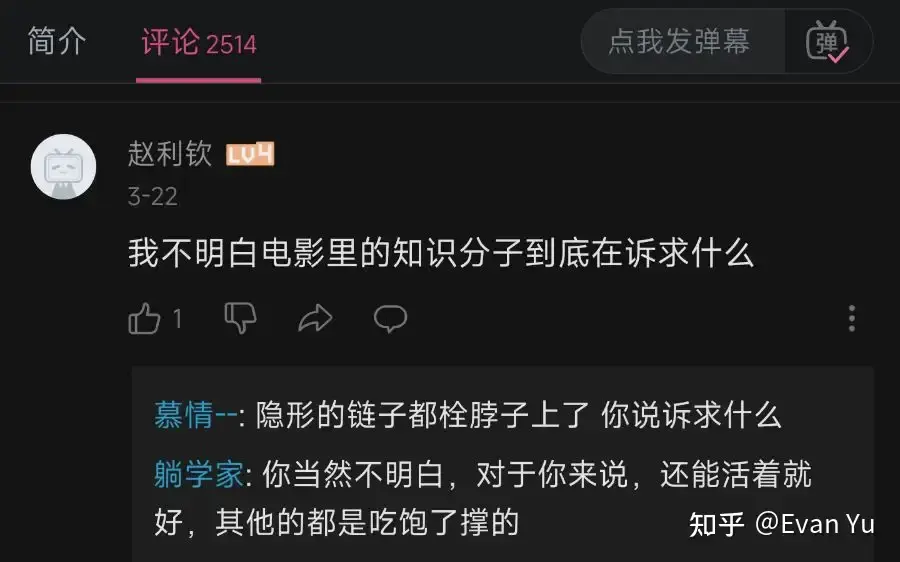 简介 评论 2514 点我发弹幕 弹
赵利钦 LV4
3-22
我不明白电影里的知识分子到底在诉求什么
1
慕情--: 隐形的链子都栓脖子上了 你说诉求什么
躺学家: 你当然不明白，对于你来说，还能活着就
好，其他的都是吃饱了撑的
知乎 @Evan Yu